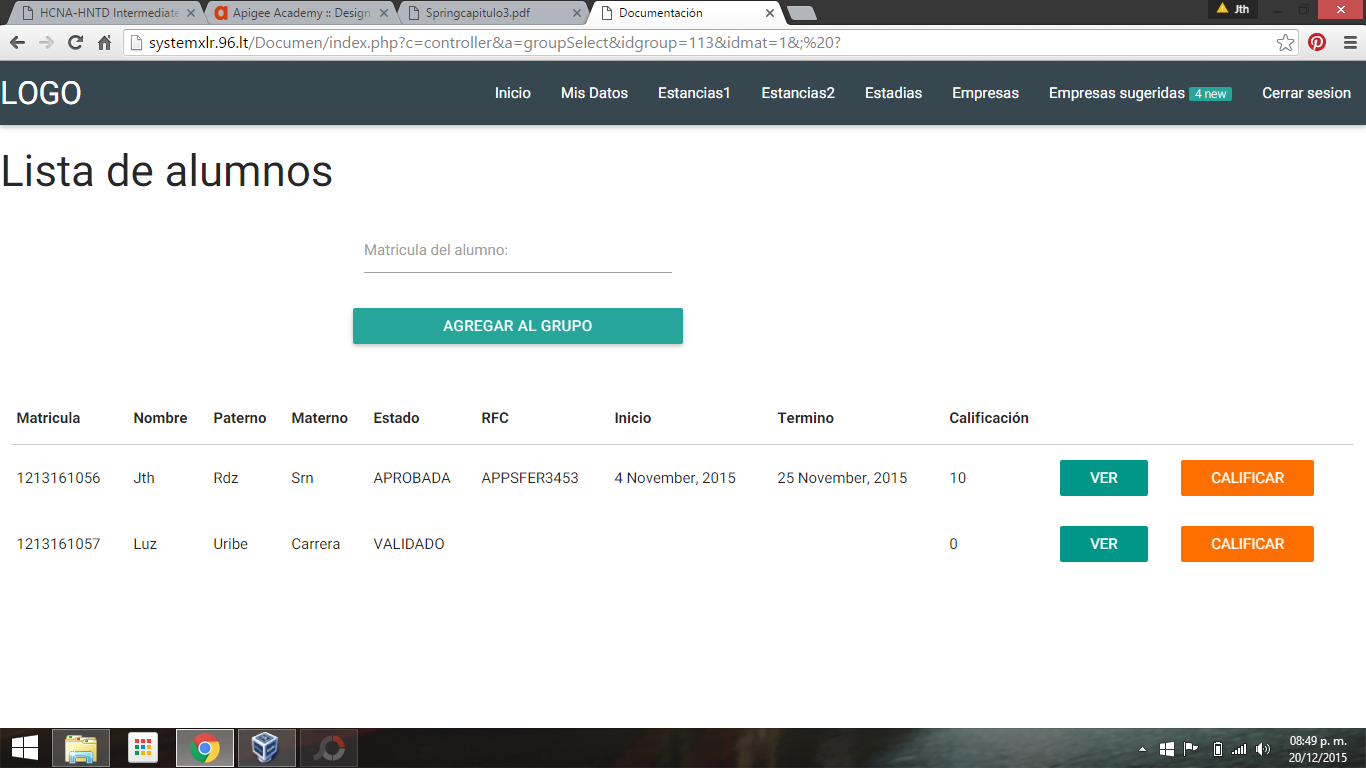 HCNA-HNTD Intermediate
Apigee Academy :: Design
Springcapitulo3.pdf
Documentación
Jth
systemxlr.96.lt/Documen/index.php?c=controller&a=groupSelect&idgroup=113&idmat=1&;%20?
LOGO
Inicio Mis Datos Estancias1 Estancias2 Estadias Empresas Empresas sugeridas 4 new Cerrar sesion
Lista de alumnos
Matricula del alumno:
AGREGAR AL GRUPO
Matricula Nombre Paterno Materno Estado RFC Inicio Termino Calificación
1213161056 Jth Rdz Srn APROBADA APPSFER3453 4 November, 2015 25 November, 2015 10 VER CALIFICAR
1213161057 Luz Uribe Carrera VALIDADO 0 VER CALIFICAR
08:49 p. m.
20/12/2015